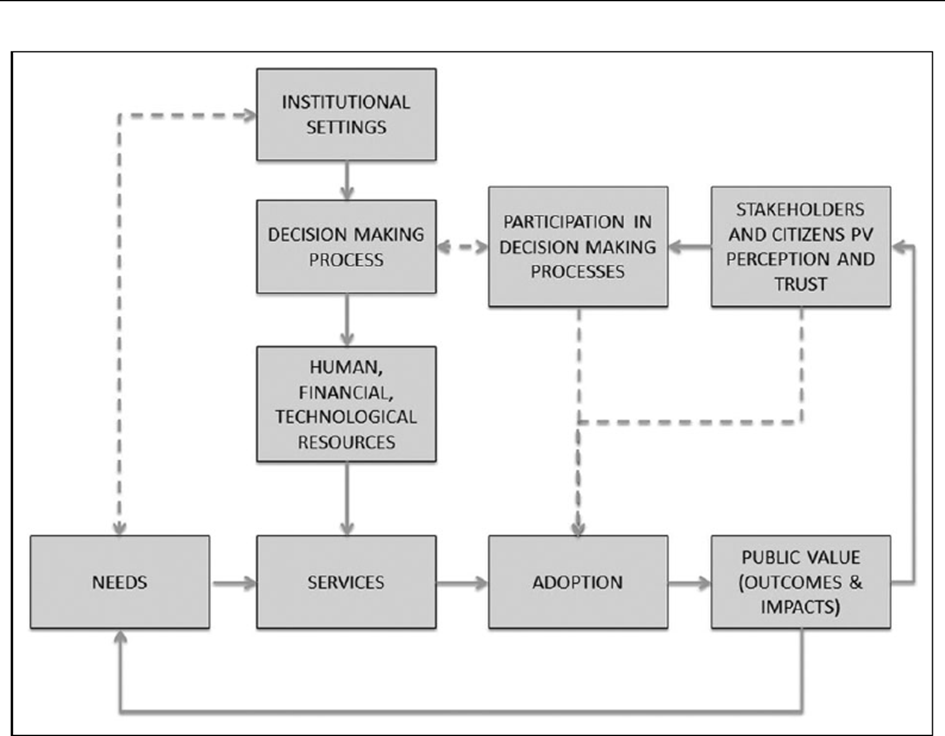 INSTITUTIONAL
SETTINGS
DECISION MAKING
PROCESS
PARTICIPATION IN
DECISION MAKING
PROCESSES
STAKEHOLDERS
AND CITIZENS PV
PERCEPTION AND
TRUST
HUMAN,
FINANCIAL,
TECHNOLOGICAL
RESOURCES
NEEDS
SERVICES
ADOPTION
PUBLIC VALUE
(OUTCOMES &
IMPACTS)